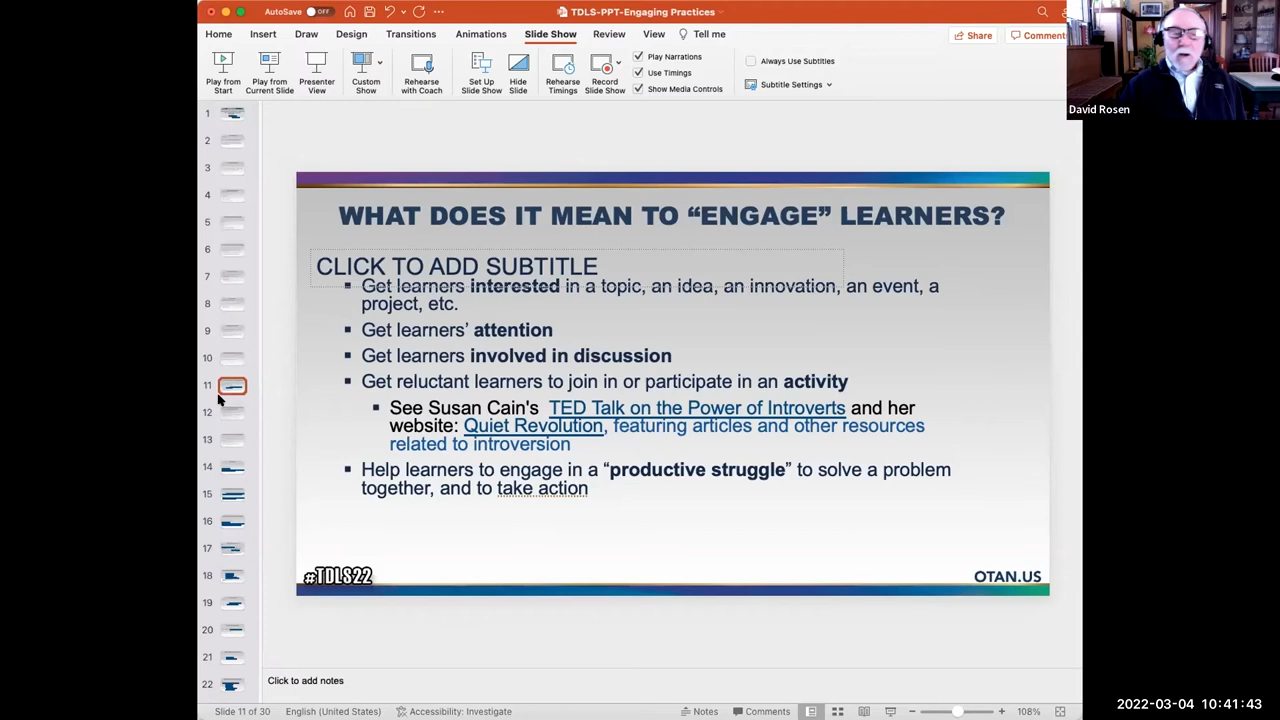 AutoSave OFF
TDLS-PPT-Engaging Practices
Home Insert Draw Design Transitions Animations Slide Show Review View Tell me
Share Comment
Play from Start
Play from Current Slide
Presenter View
Custom Show
Rehearse with Coach
Set Up Slide Show
Hide Slide
Rehearse Timings
Record Slide Show
Play Narrations
Use Timings
Show Media Controls
Always Use Subtitles
Subtitle Settings
David Rosen
1
2
3
4
5
6
7
8
9
10
11
12
13
14
15
16
17
18
19
20
21
22
WHAT DOES IT MEAN TO “ENGAGE” LEARNERS?
CLICK TO ADD SUBTITLE
▪ Get learners interested in a topic, an idea, an innovation, an event, a
project, etc.
▪ Get learners’ attention
▪ Get learners involved in discussion
▪ Get reluctant learners to join in or participate in an activity
▪ See Susan Cain's TED Talk on the Power of Introverts and her
website: Quiet Revolution, featuring articles and other resources
related to introversion
▪ Help learners to engage in a “productive struggle” to solve a problem
together, and to take action
#TDLS22
OTAN.US
Click to add notes
Slide 11 of 30 English (United States) Accessibility: Investigate Notes Comments 108%
2022-03-04 10:41:43